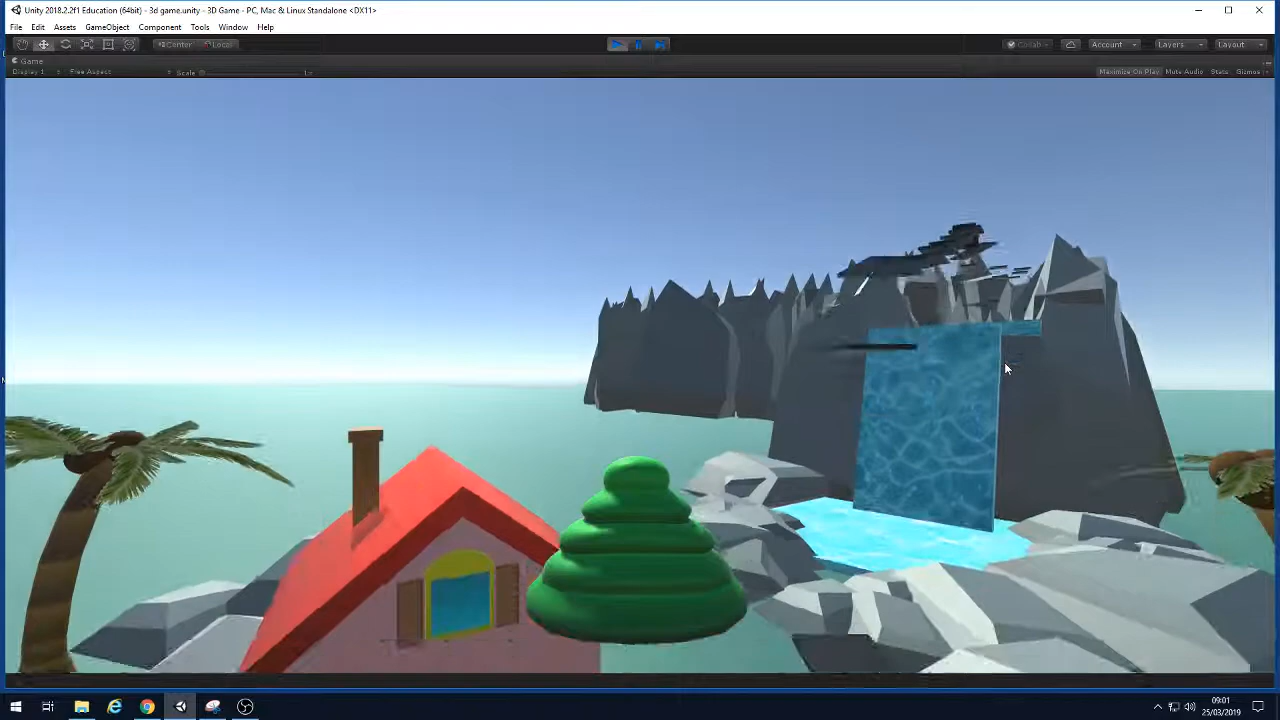 Unity 2018.2.2f1 Education (64bit) - 3d game.unity - 3D Game - PC, Mac & Linux Standalone <DX11>
File Edit Assets GameObject Component Tools Window Help
Center Local Collab Account Layers Layout
Game
Display 1 Free Aspect Scale 1x Maximize On Play Mute Audio Stats Gizmos
09:01
25/03/2019